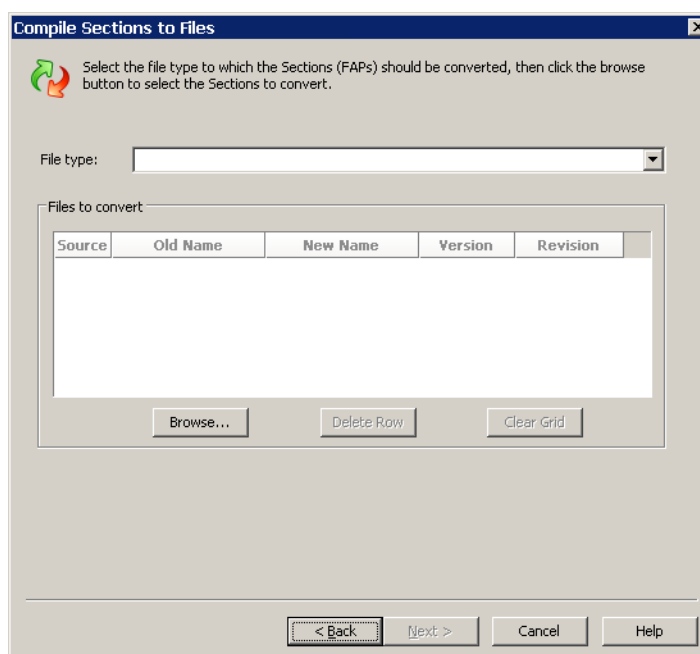 Compile Sections to Files
Select the file type to which the Sections (FAPs) should be converted, then click the browse
button to select the Sections to convert.
File type:
Files to convert
Source Old Name New Name Version Revision
Browse... Delete Row Clear Grid
< Back Next > Cancel Help